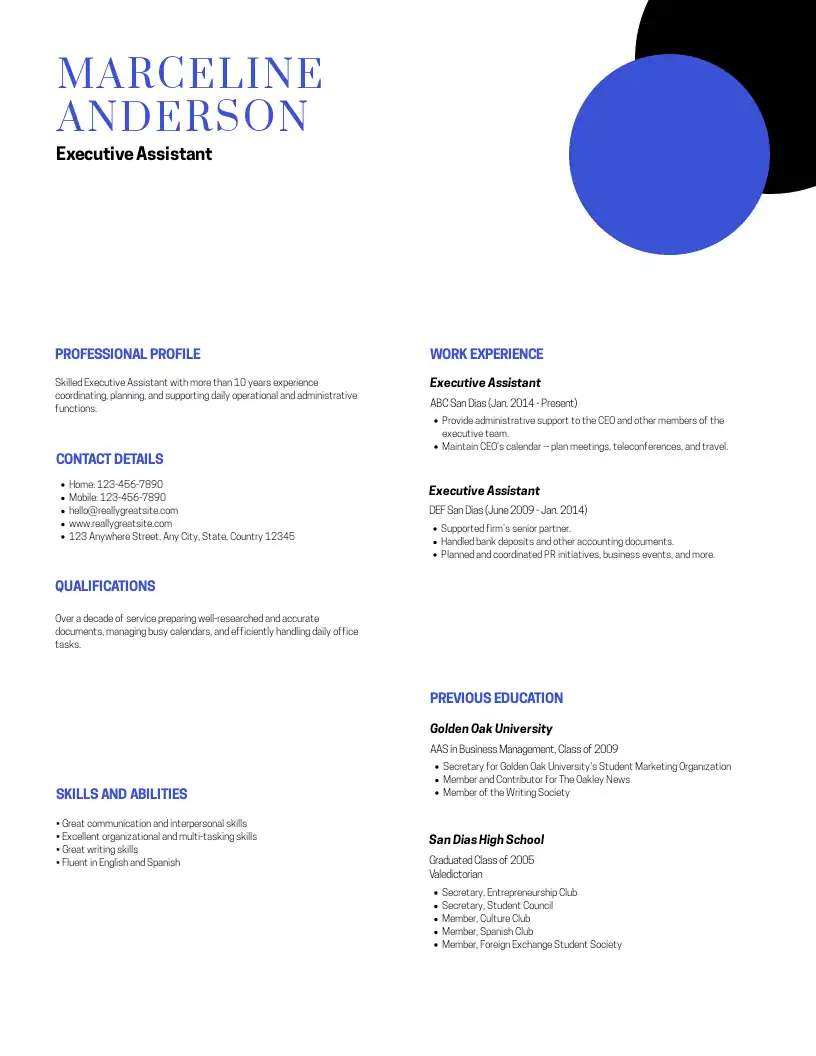 MARCELINE
ANDERSON
Executive Assistant
PROFESSIONAL PROFILE
Skilled Executive Assistant with more than 10 years experience
coordinating, planning, and supporting daily operational and administrative
functions.
CONTACT DETAILS
• Home: 123-456-7890
• Mobile: 123-456-7890
• hello@reallygreatsite.com
• www.reallygreatsite.com
• 123 Anywhere Street, Any City, State, Country 12345
QUALIFICATIONS
Over a decade of service preparing well-researched and accurate
documents, managing busy calendars, and efficiently handling daily office
tasks.
SKILLS AND ABILITIES
• Great communication and interpersonal skills
• Excellent organizational and multi-tasking skills
• Great writing skills
• Fluent in English and Spanish
WORK EXPERIENCE
Executive Assistant
ABC San Dias (Jan. 2014 - Present)
• Provide administrative support to the CEO and other members of the
executive team.
• Maintain CEO's calendar -- plan meetings, teleconferences, and travel.
Executive Assistant
DEF San Dias (June 2009 - Jan. 2014)
• Supported firm's senior partner.
• Handled bank deposits and other accounting documents.
• Planned and coordinated PR initiatives, business events, and more.
PREVIOUS EDUCATION
Golden Oak University
AAS in Business Management, Class of 2009
• Secretary for Golden Oak University's Student Marketing Organization
• Member and Contributor for The Oakley News
• Member of the Writing Society
San Dias High School
Graduated Class of 2005
Valedictorian
• Secretary, Entrepreneurship Club
• Secretary, Student Council
• Member, Culture Club
• Member, Spanish Club
• Member, Foreign Exchange Student Society